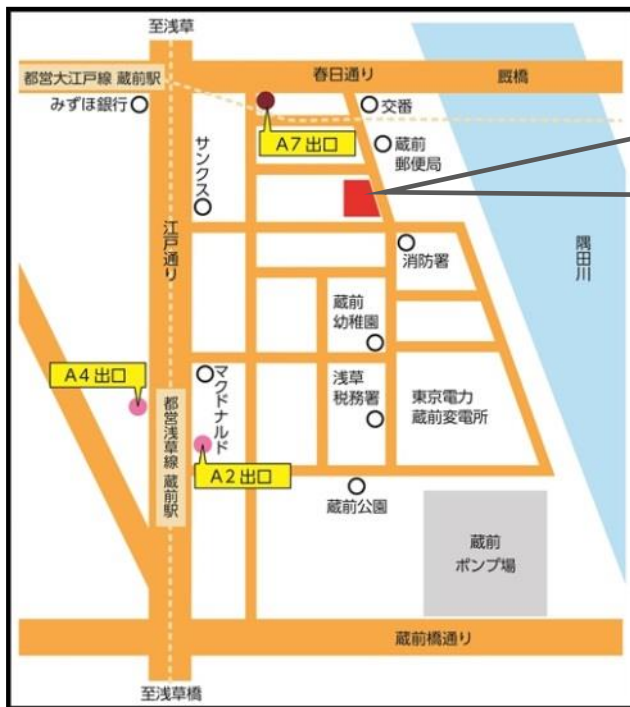 至浅草
都営大江戸線 蔵前駅
春日通り
厩橋
みずほ銀行
交番
A7出口
サンクス
蔵前
郵便局
江戸通り
消防署
隅田川
蔵前
幼稚園
A4出口
マクドナルド
浅草
税務署
東京電力
蔵前変電所
都営浅草線 蔵前駅
A2出口
蔵前公園
蔵前
ポンプ場
蔵前橋通り
至浅草橋